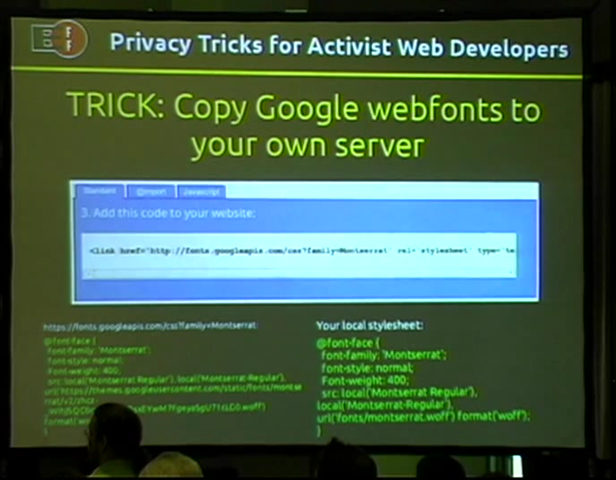 EFF
Privacy Tricks for Activist Web Developers
TRICK: Copy Google webfonts to
your own server
Standard @import Javascript
3. Add this code to your website:
<link href='http://fonts.googleapis.com/css?family=Montserrat' rel='stylesheet' type='te
https://fonts.googleapis.com/css?family=Montserrat:
@font-face {
font-family: 'Montserrat';
font-style: normal;
font-weight: 400;
src: local('Montserrat Regular'), local('Montserrat-Regular'),
url('https://themes.googleusercontent.com/static/fonts/montse
rrat/v2/zhcz-
format('wo
}
Your local stylesheet:
@font-face {
font-family: 'Montserrat';
font-style: normal;
Font-weight: 400;
src: local('Montserrat Regular'),
local('Montserrat-Regular'),
url('fonts/montserrat.woff') format('woff');
}